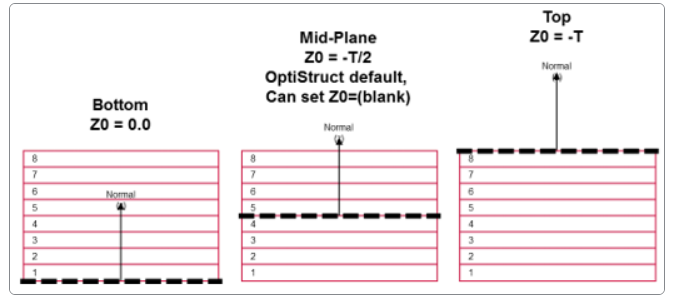 Bottom
Z0 = 0.0
Normal
8
7
6
5
4
3
2
1
Mid-Plane
Z0 = -T/2
OptiStruct default,
Can set Z0=(blank)
Normal
8
7
6
5
4
3
2
1
Top
Z0 = -T
Normal
8
7
6
5
4
3
2
1